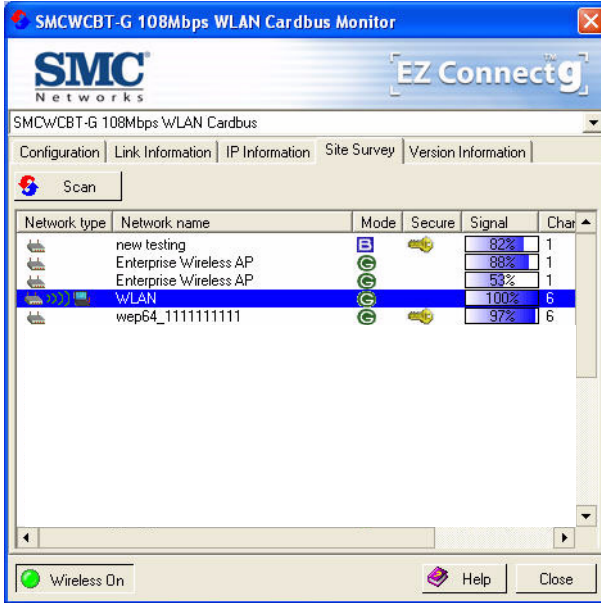 SMCWCBT-G 108Mbps WLAN Cardbus Monitor
SMC®
Networks
EZ Connect™ g
SMCWCBT-G 108Mbps WLAN Cardbus
Configuration Link Information IP Information Site Survey Version Information
Scan
Network type Network name Mode Secure Signal Char
new testing B 82% 1
Enterprise Wireless AP G 88% 1
Enterprise Wireless AP G 53% 1
WLAN G 100% 6
wep64_1111111111 G 97% 6
Wireless On Help Close